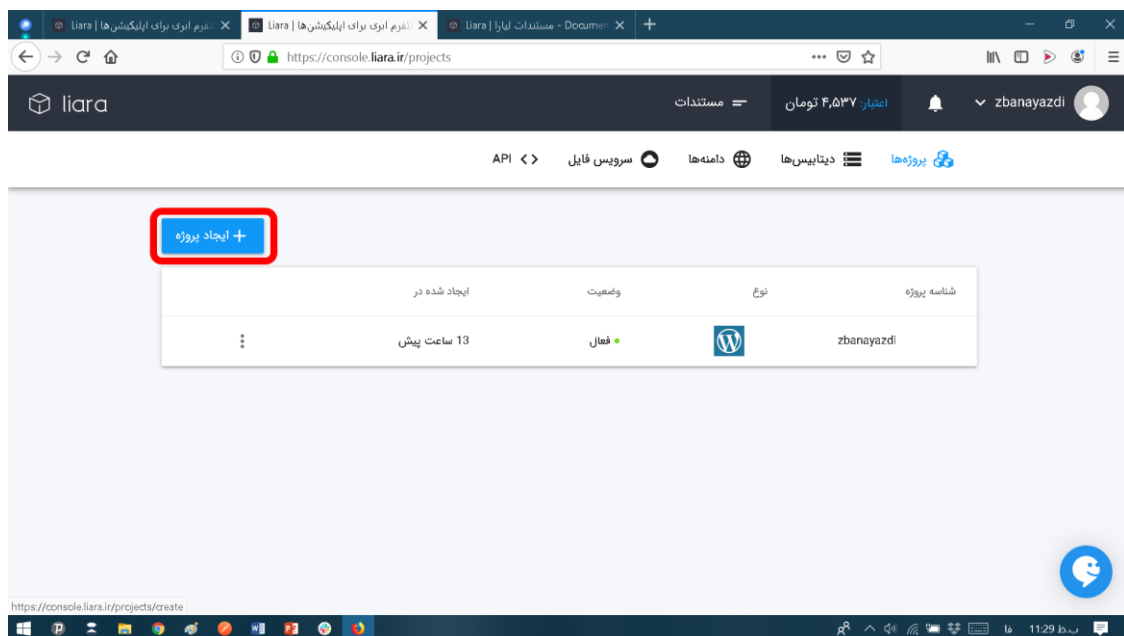 پلتفرم ابری برای اپلیکیشن‌ها | Liara
پلتفرم ابری برای اپلیکیشن‌ها | Liara
مستندات لیارا | Liara - Documen
https://console.liara.ir/projects
liara
مستندات
اعتبار: ۴,۵۳۷ تومان
zbanayazdi
پروژه‌ها
دیتابیس‌ها
دامنه‌ها
سرویس فایل
API
ایجاد پروژه
شناسه پروژه
نوع
وضعیت
ایجاد شده در
zbanayazdi
فعال
13 ساعت پیش
https://console.liara.ir/projects/create
فا
11:29 ب.ظ